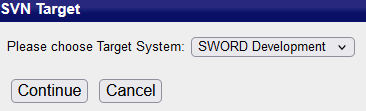 SVN Target
Please choose Target System: SWORD Development
Continue Cancel